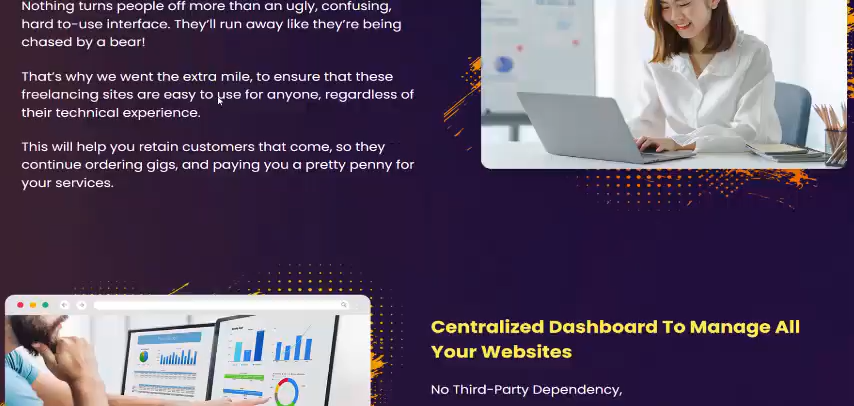 Nothing turns people off more than an ugly, confusing,
hard to-use interface. They'll run away like they're being
chased by a bear!
That's why we went the extra mile, to ensure that these
freelancing sites are easy to use for anyone, regardless of
their technical experience.
This will help you retain customers that come, so they
continue ordering gigs, and paying you a pretty penny for
your services.
Centralized Dashboard To Manage All
Your Websites
No Third-Party Dependency,